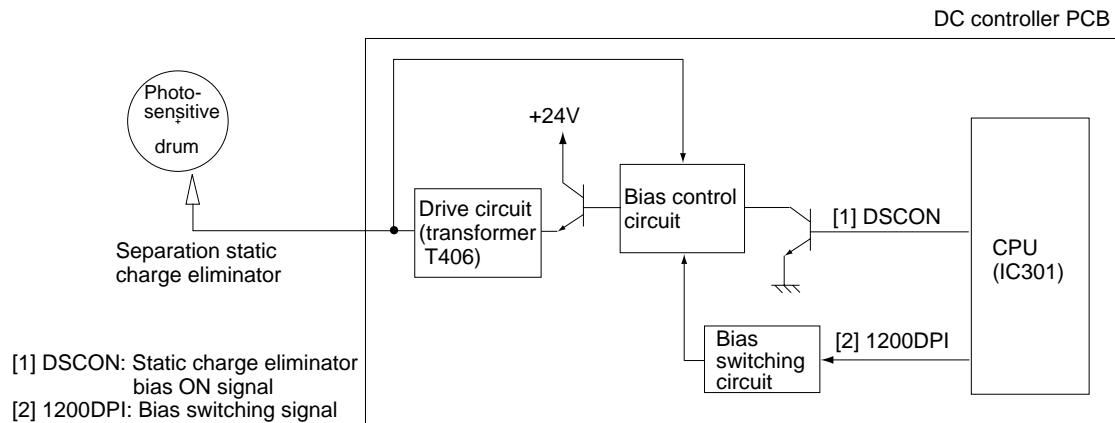 DC controller PCB
Photo-
sensitive
drum
+24V
Drive circuit
(transformer
T406)
Bias control
circuit
[1] DSCON
CPU
(IC301)
Separation static
charge eliminator
Bias
switching
circuit
[2] 1200DPI
[1] DSCON: Static charge eliminator
bias ON signal
[2] 1200DPI: Bias switching signal